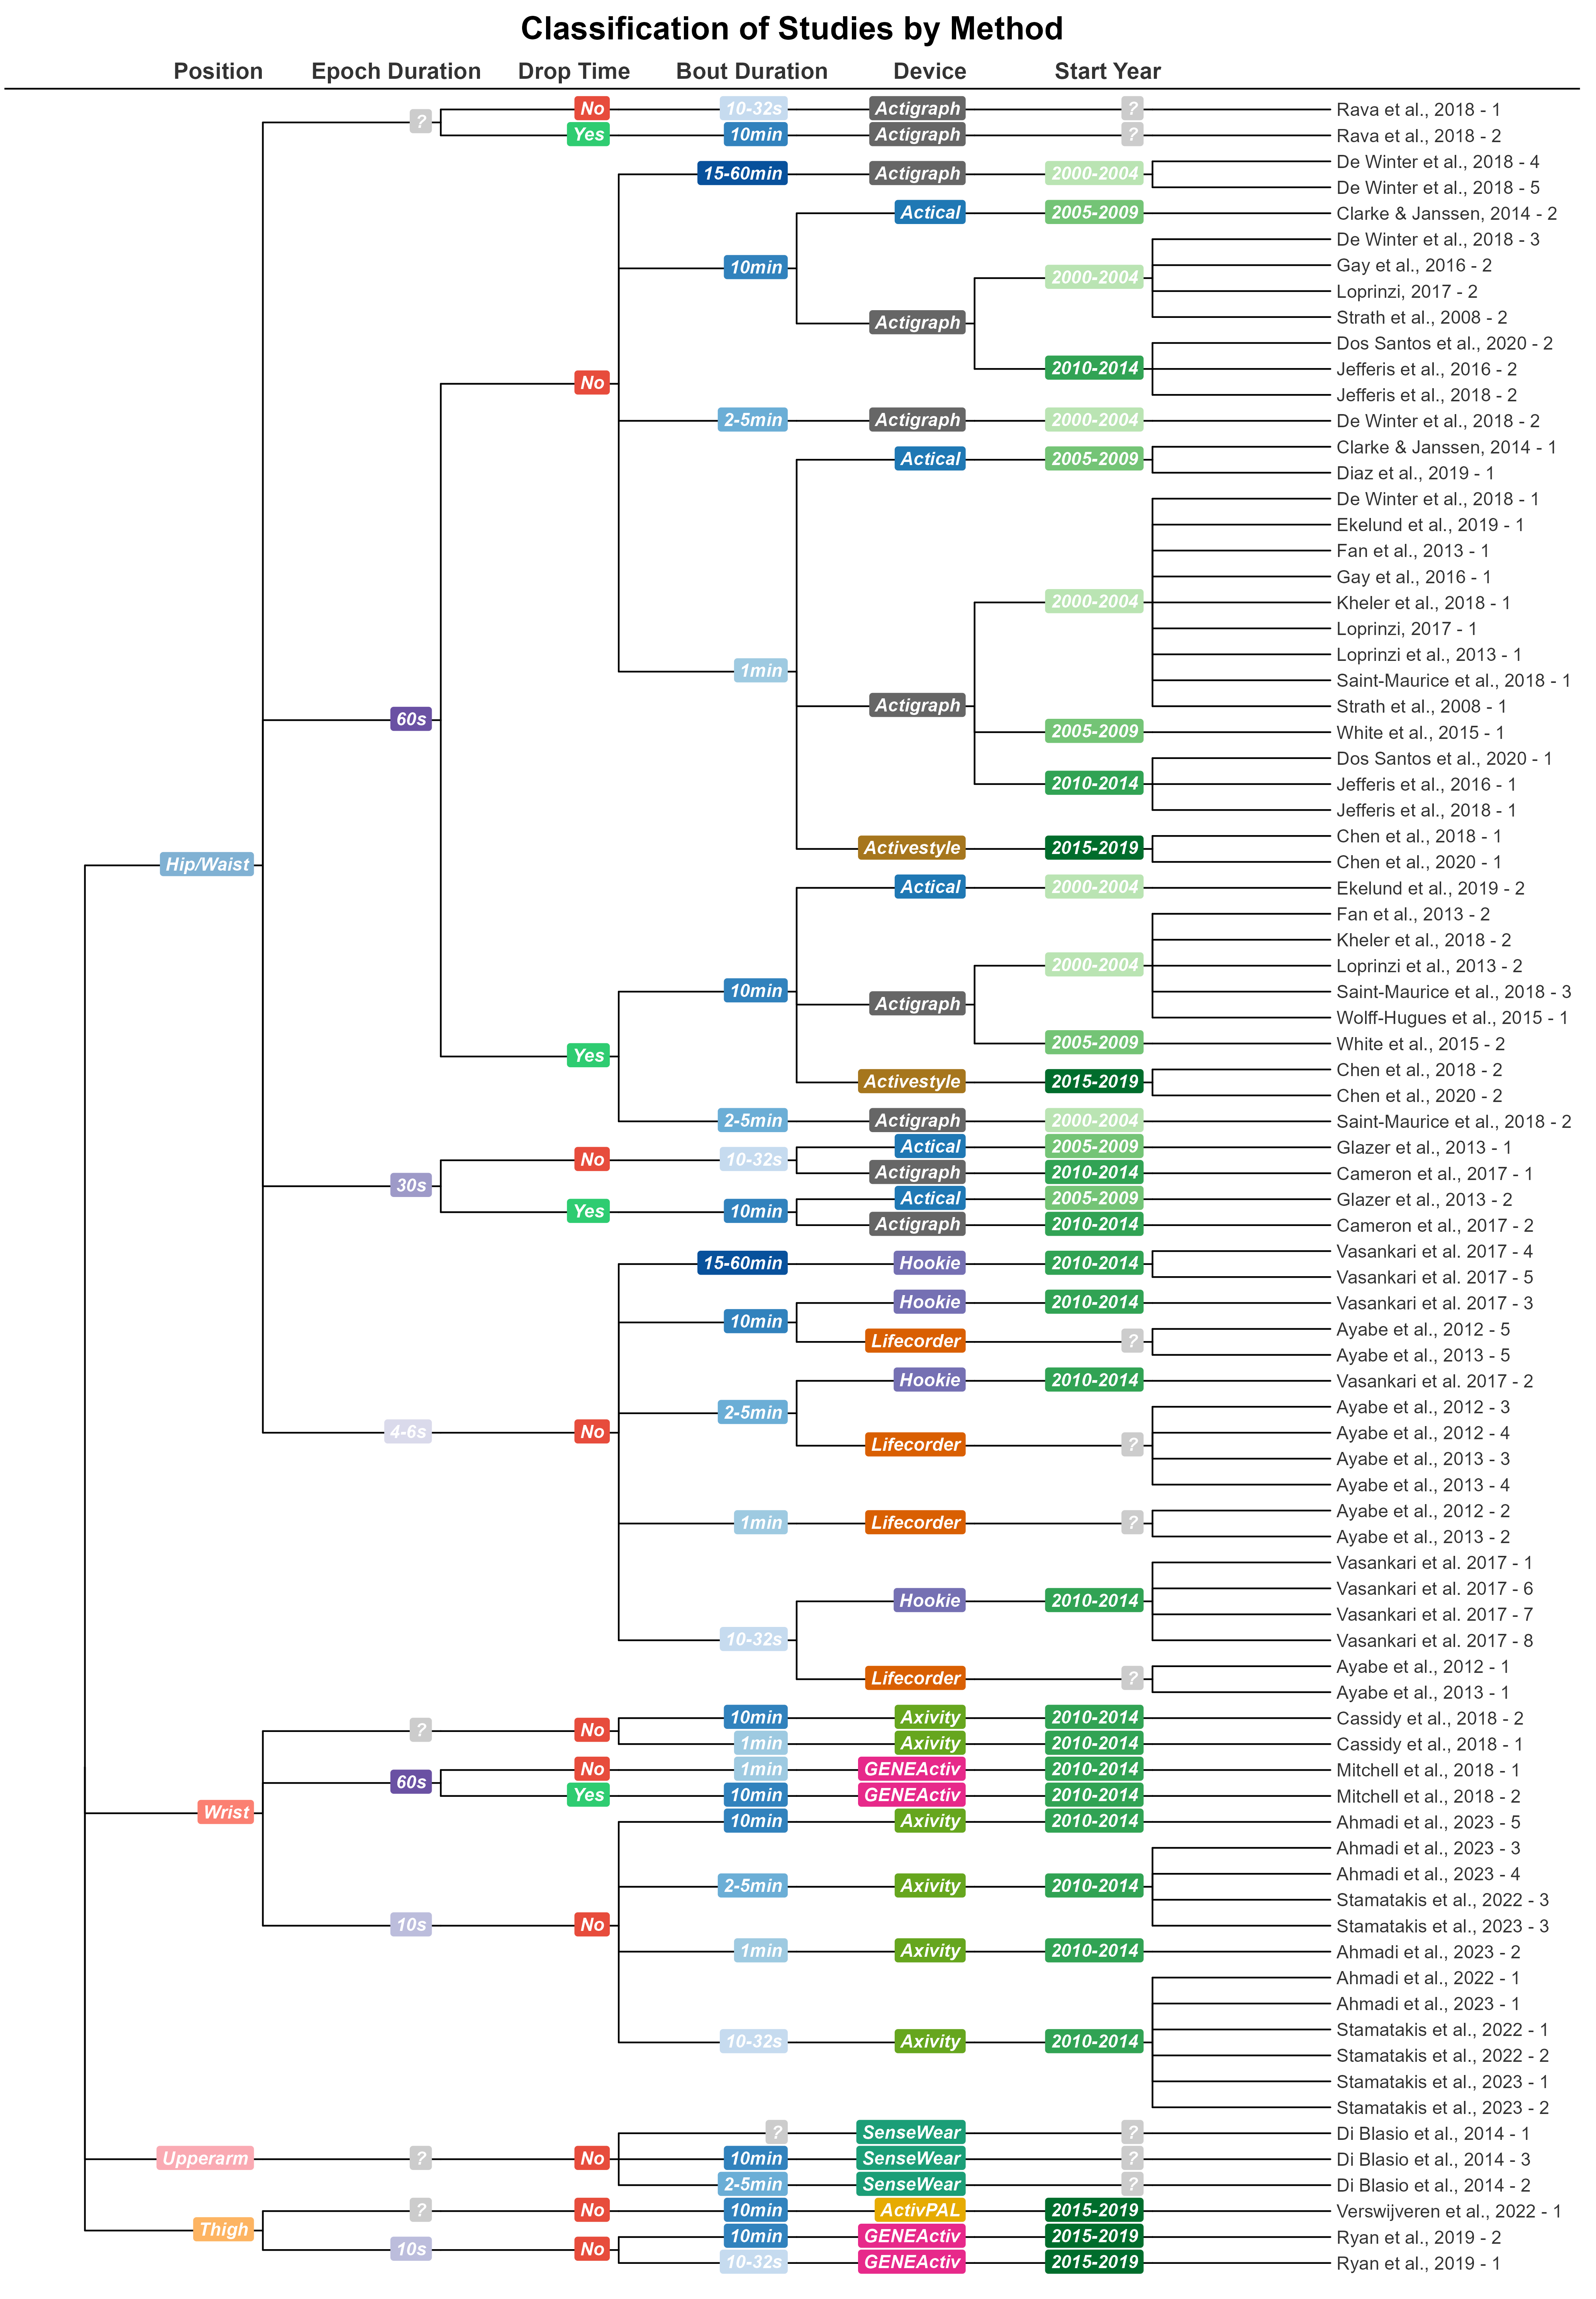 Classification of Studies by Method
Position Epoch Duration Drop Time Bout Duration Device Start Year
No 10-32s Actigraph ? Rava et al., 2018 - 1
?
Yes 10min Actigraph ? Rava et al., 2018 - 2
De Winter et al., 2018 - 4
15-60min Actigraph 2000-2004
De Winter et al., 2018 - 5
Actical 2005-2009 Clarke & Janssen, 2014 - 2
De Winter et al., 2018 - 3
10min Gay et al., 2016 - 2
2000-2004
Loprinzi, 2017 - 2
Strath et al., 2008 - 2
Actigraph
Dos Santos et al., 2020 - 2
2010-2014 Jefferis et al., 2016 - 2
No
Jefferis et al., 2018 - 2
2-5min Actigraph 2000-2004 De Winter et al., 2018 - 2
Clarke & Janssen, 2014 - 1
Actical 2005-2009
Diaz et al., 2019 - 1
De Winter et al., 2018 - 1
Ekelund et al., 2019 - 1
Fan et al., 2013 - 1
Gay et al., 2016 - 1
2000-2004 Kheler et al., 2018 - 1
Loprinzi, 2017 - 1
Loprinzi et al., 2013 - 1
1min
Saint-Maurice et al., 2018 - 1
Actigraph Strath et al., 2008 - 1
60s
2005-2009 White et al., 2015 - 1
Dos Santos et al., 2020 - 1
2010-2014 Jefferis et al., 2016 - 1
Jefferis et al., 2018 - 1
Chen et al., 2018 - 1
Activestyle 2015-2019
Chen et al., 2020 - 1
Hip/Waist
Actical 2000-2004 Ekelund et al., 2019 - 2
Fan et al., 2013 - 2
Kheler et al., 2018 - 2
2000-2004 Loprinzi et al., 2013 - 2
10min Saint-Maurice et al., 2018 - 3
Actigraph
Wolff-Hugues et al., 2015 - 1
2005-2009 White et al., 2015 - 2
Yes
Chen et al., 2018 - 2
Activestyle 2015-2019
Chen et al., 2020 - 2
2-5min Actigraph 2000-2004 Saint-Maurice et al., 2018 - 2
Actical 2005-2009 Glazer et al., 2013 - 1
No 10-32s
Actigraph 2010-2014 Cameron et al., 2017 - 1
30s
Actical 2005-2009 Glazer et al., 2013 - 2
Yes 10min
Actigraph 2010-2014 Cameron et al., 2017 - 2
Vasankari et al. 2017 - 4
15-60min Hookie 2010-2014
Vasankari et al. 2017 - 5
Hookie 2010-2014 Vasankari et al. 2017 - 3
10min
Ayabe et al., 2012 - 5
Lifecorder ?
Ayabe et al., 2013 - 5
Hookie 2010-2014 Vasankari et al. 2017 - 2
2-5min
Ayabe et al., 2012 - 3
4-6s No Ayabe et al., 2012 - 4
Lifecorder ?
Ayabe et al., 2013 - 3
Ayabe et al., 2013 - 4
Ayabe et al., 2012 - 2
1min Lifecorder ?
Ayabe et al., 2013 - 2
Vasankari et al. 2017 - 1
Vasankari et al. 2017 - 6
Hookie 2010-2014
Vasankari et al. 2017 - 7
10-32s Vasankari et al. 2017 - 8
Ayabe et al., 2012 - 1
Lifecorder ?
Ayabe et al., 2013 - 1
10min Axivity 2010-2014 Cassidy et al., 2018 - 2
? No
1min Axivity 2010-2014 Cassidy et al., 2018 - 1
No 1min GENEActiv 2010-2014 Mitchell et al., 2018 - 1
60s
Yes 10min GENEActiv 2010-2014 Mitchell et al., 2018 - 2
Wrist
10min Axivity 2010-2014 Ahmadi et al., 2023 - 5
Ahmadi et al., 2023 - 3
Ahmadi et al., 2023 - 4
2-5min Axivity 2010-2014
Stamatakis et al., 2022 - 3
10s No Stamatakis et al., 2023 - 3
1min Axivity 2010-2014 Ahmadi et al., 2023 - 2
Ahmadi et al., 2022 - 1
Ahmadi et al., 2023 - 1
Stamatakis et al., 2022 - 1
10-32s Axivity 2010-2014
Stamatakis et al., 2022 - 2
Stamatakis et al., 2023 - 1
Stamatakis et al., 2023 - 2
? SenseWear ? Di Blasio et al., 2014 - 1
Upperarm ? No 10min SenseWear ? Di Blasio et al., 2014 - 3
2-5min SenseWear ? Di Blasio et al., 2014 - 2
? No 10min ActivPAL 2015-2019 Verswijveren et al., 2022 - 1
Thigh
10min GENEActiv 2015-2019 Ryan et al., 2019 - 2
10s No
10-32s GENEActiv 2015-2019 Ryan et al., 2019 - 1